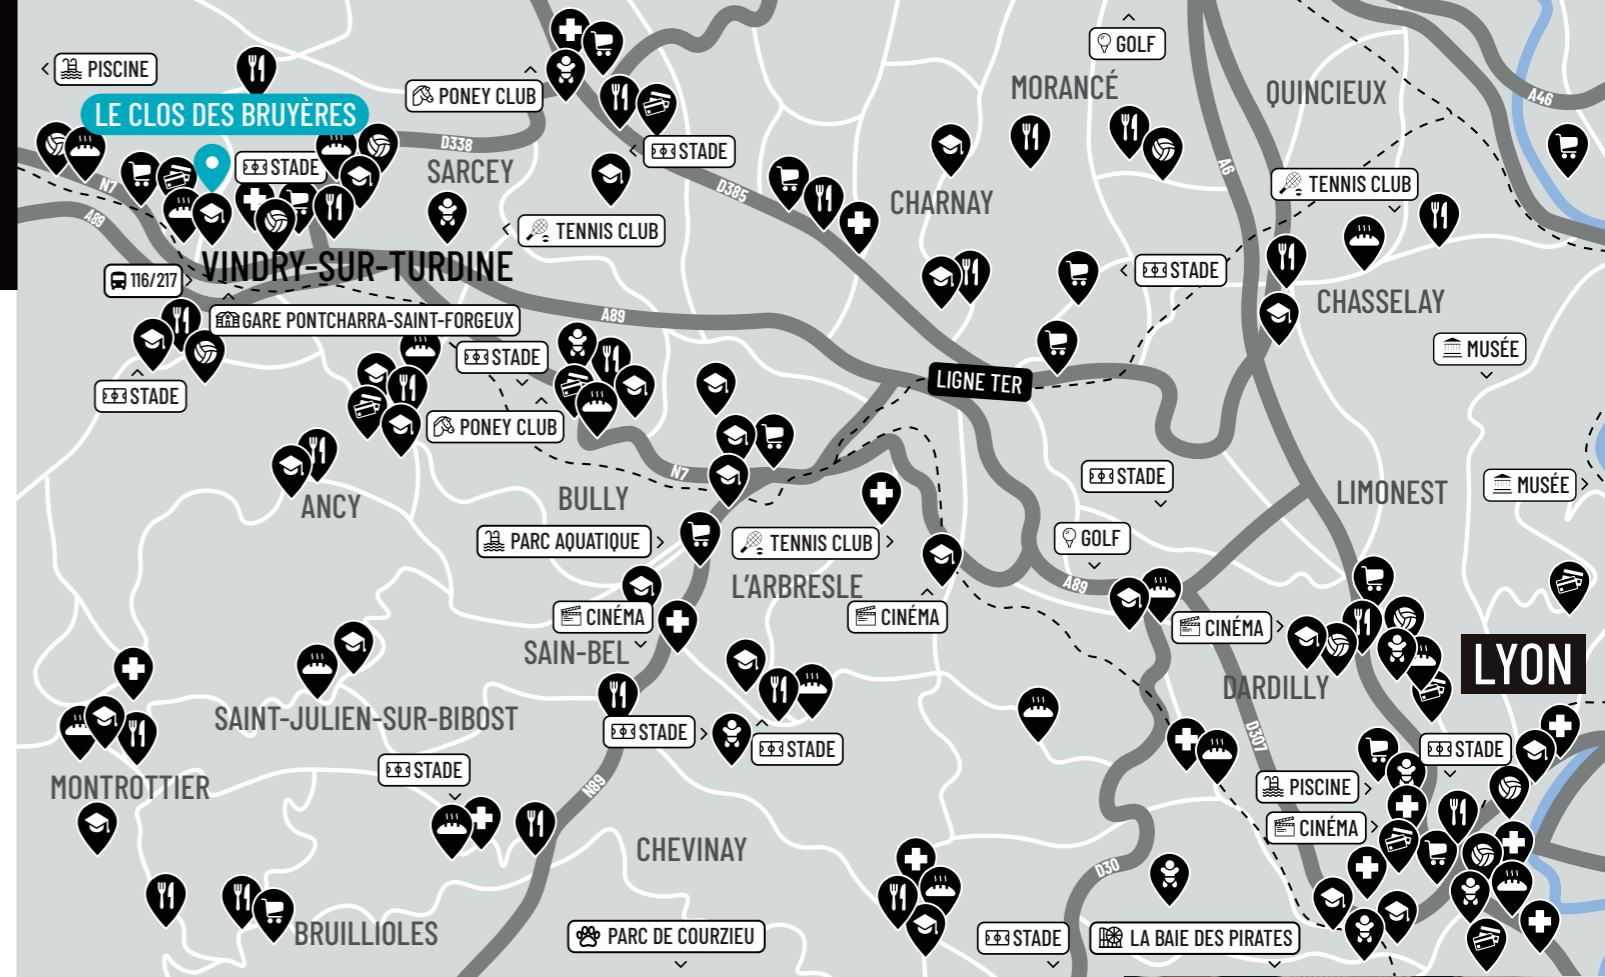 GOLF
PISCINE
MORANCÉ
QUINCIEUX
PONEY CLUB
A46
LE CLOS DES BRUYÈRES
D338
STADE
STADE
SARCEY
A6
N7
D385
TENNIS CLUB
CHARNAY
A89
TENNIS CLUB
VINDRY-SUR-TURDINE
116/217
STADE
CHASSELAY
GARE PONTCHARRA-SAINT-FORGEUX
A89
STADE
MUSÉE
LIGNE TER
STADE
PONEY CLUB
N7
STADE
ANCY
BULLY
LIMONEST
MUSÉE
PARC AQUATIQUE
TENNIS CLUB
GOLF
L'ARBRESLE
A89
CINÉMA
CINÉMA
CINÉMA
SAIN-BEL
LYON
DARDILLY
SAINT-JULIEN-SUR-BIBOST
STADE
STADE
D307
STADE
STADE
MONTROTTIER
N89
PISCINE
CINÉMA
CHEVINAY
D30
BRUILLIOLES
PARC DE COURZIEU
STADE
LA BAIE DES PIRATES